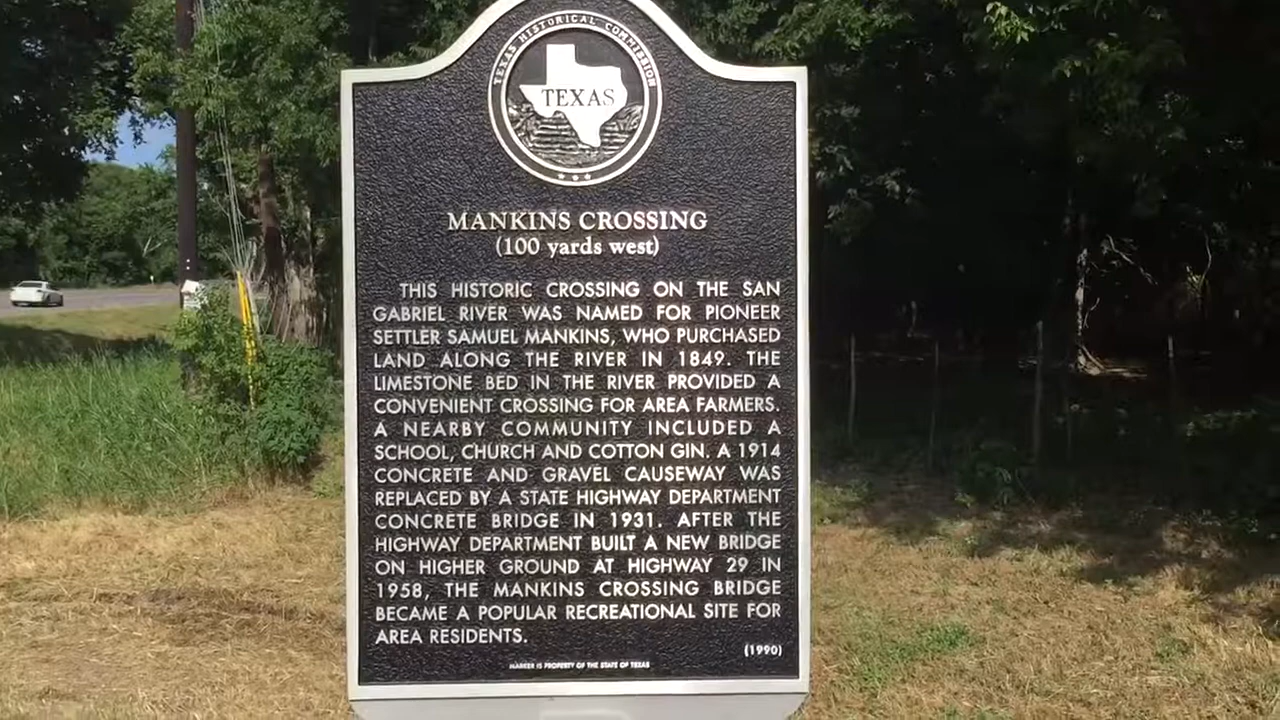 TEXAS HISTORICAL COMMISSION
TEXAS
MANKINS CROSSING
(100 yards west)
THIS HISTORIC CROSSING ON THE SAN
GABRIEL RIVER WAS NAMED FOR PIONEER
SETTLER SAMUEL MANKINS, WHO PURCHASED
LAND ALONG THE RIVER IN 1849. THE
LIMESTONE BED IN THE RIVER PROVIDED A
CONVENIENT CROSSING FOR AREA FARMERS.
A NEARBY COMMUNITY INCLUDED A
SCHOOL, CHURCH AND COTTON GIN. A 1914
CONCRETE AND GRAVEL CAUSEWAY WAS
REPLACED BY A STATE HIGHWAY DEPARTMENT
CONCRETE BRIDGE IN 1931. AFTER THE
HIGHWAY DEPARTMENT BUILT A NEW BRIDGE
ON HIGHER GROUND AT HIGHWAY 29 IN
1958, THE MANKINS CROSSING BRIDGE
BECAME A POPULAR RECREATIONAL SITE FOR
AREA RESIDENTS.
(1990)
MARKER IS PROPERTY OF THE STATE OF TEXAS